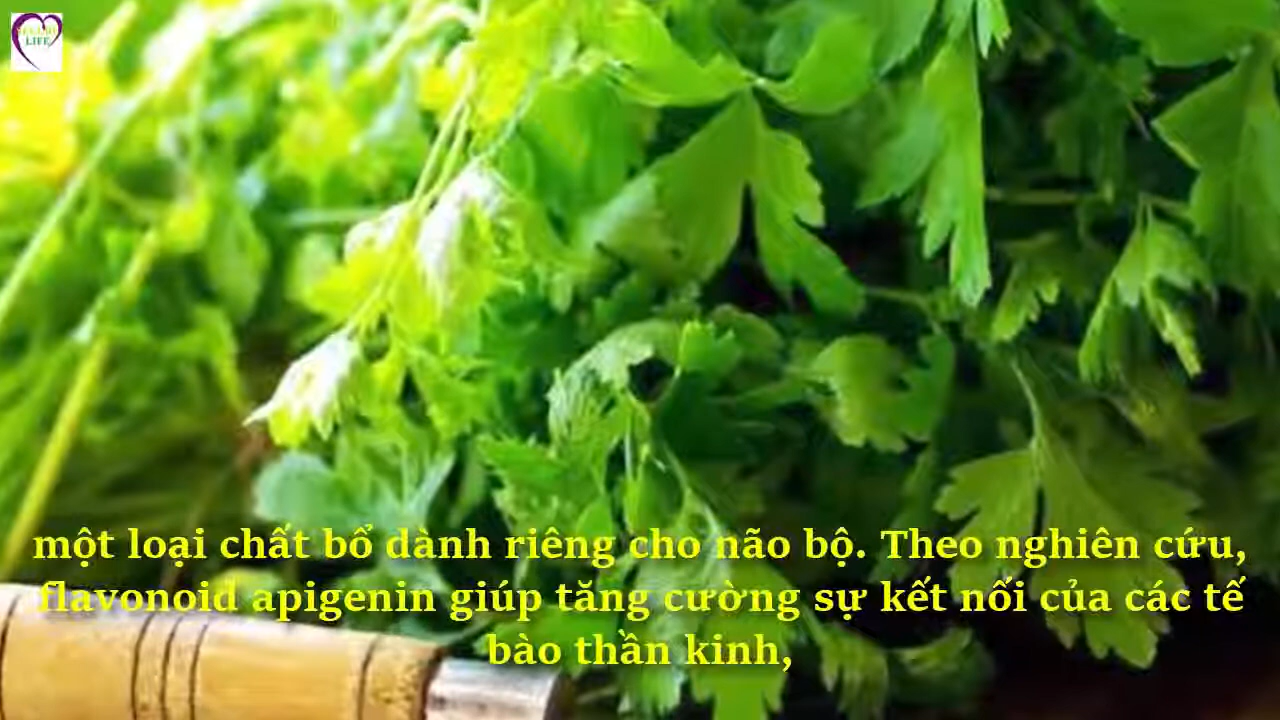 LIFE
một loại chất bổ dành riêng cho não bộ. Theo nghiên cứu,
flavonoid apigenin giúp tăng cường sự kết nối của các tế
bào thần kinh,